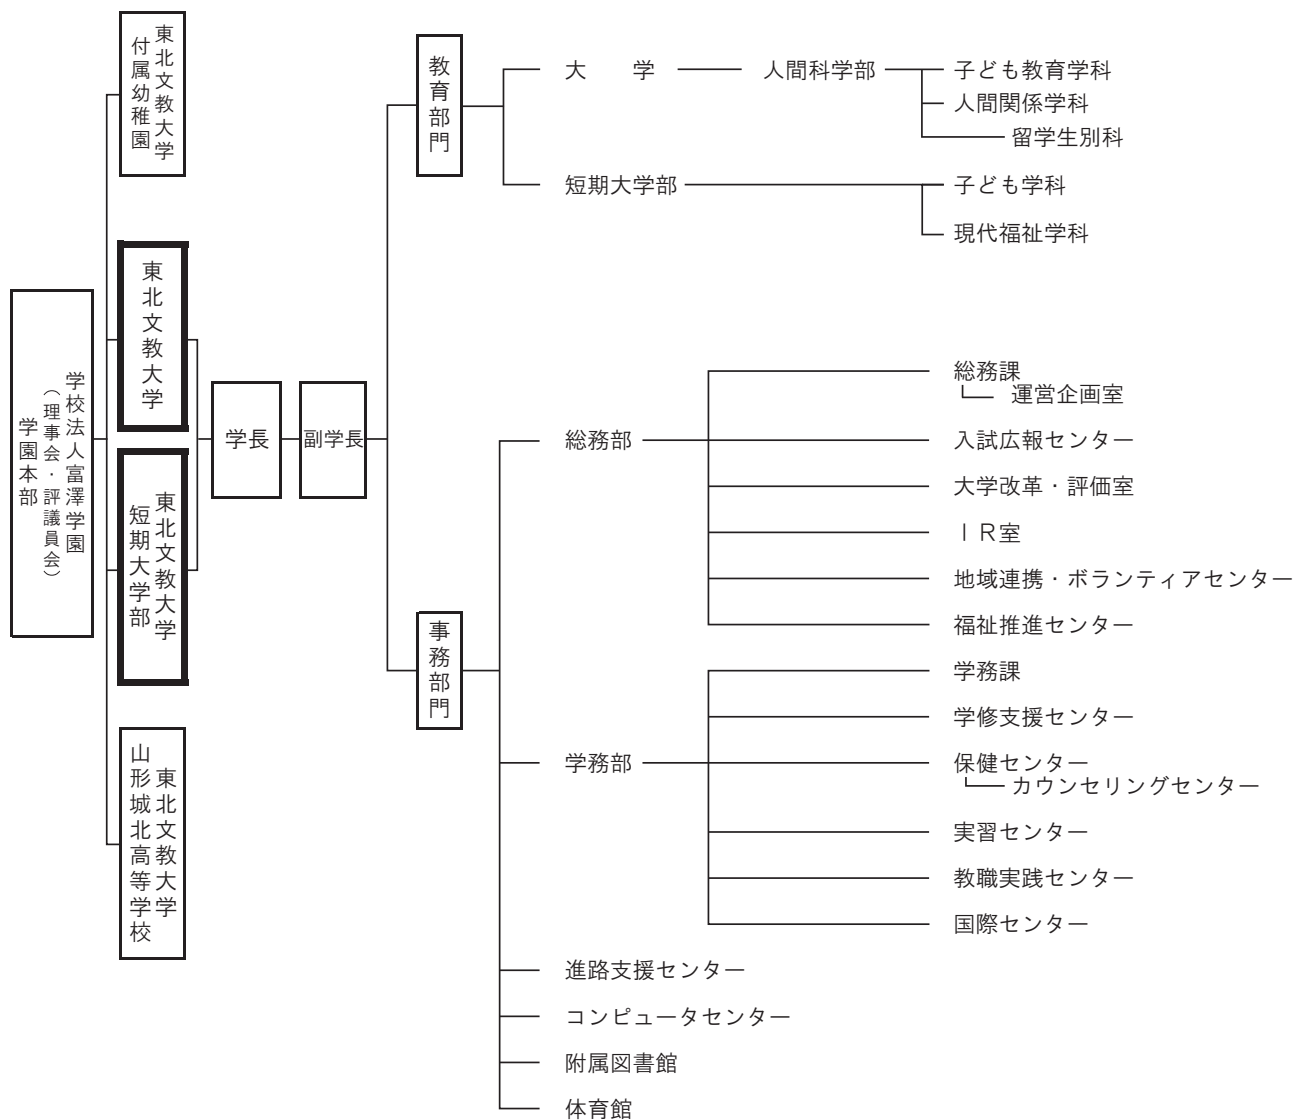 学校法人富澤学園
（理事会・評議員会）
学園本部
東北文教大学
付属幼稚園
東北文教大学
東北文教大学
短期大学部
東北文教大学
山形城北高等学校
学長
副学長
教育部門
大　学
人間科学部
子ども教育学科
人間関係学科
留学生別科
短期大学部
子ども学科
現代福祉学科
事務部門
総務部
総務課
運営企画室
入試広報センター
大学改革・評価室
ＩＲ室
地域連携・ボランティアセンター
福祉推進センター
学務部
学務課
学修支援センター
保健センター
カウンセリングセンター
実習センター
教職実践センター
国際センター
進路支援センター
コンピュータセンター
附属図書館
体育館